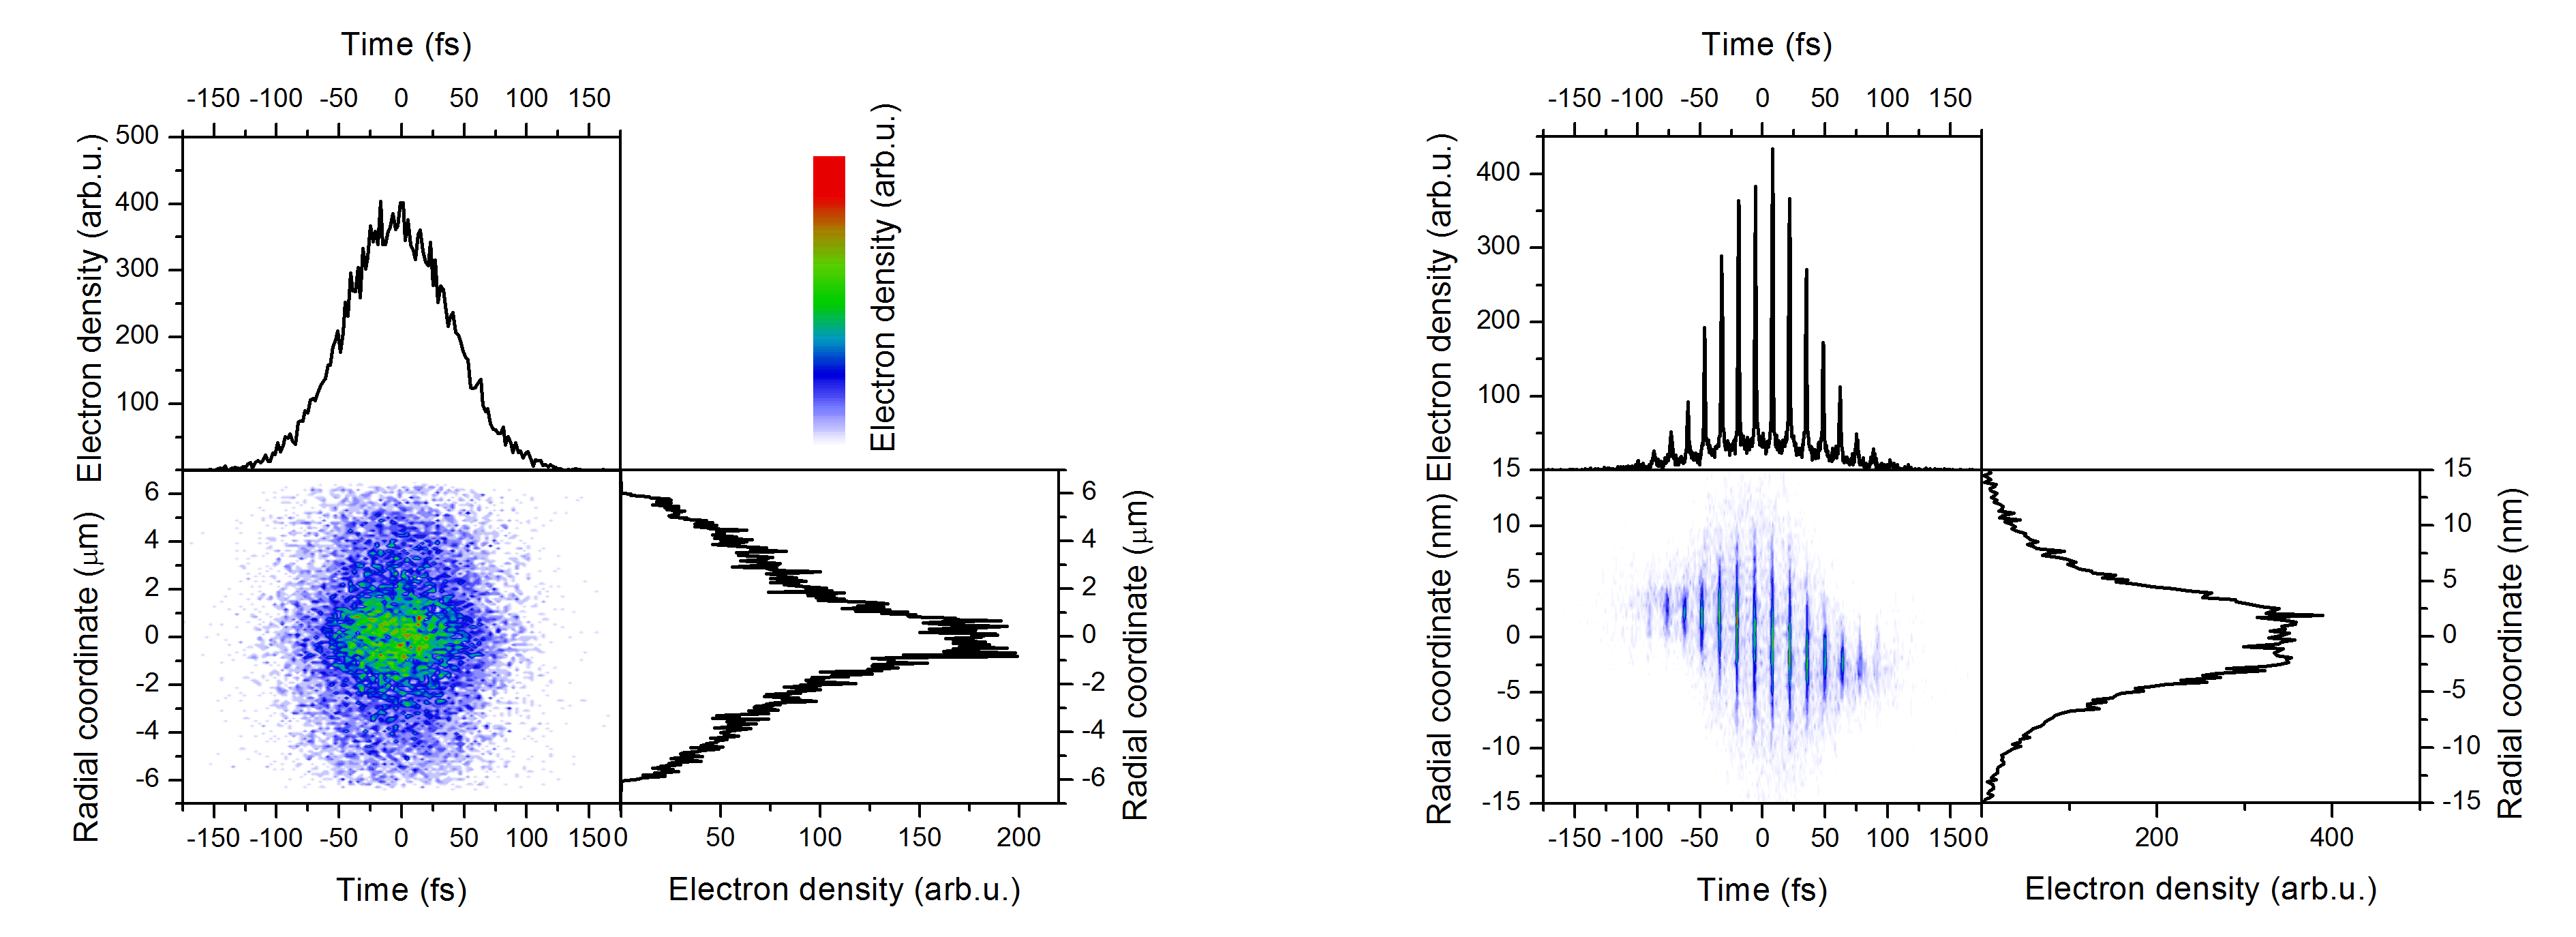 Time (fs)
-150 -100 -50 0 50 100 150
500
400
300
200
100
Electron density (arb.u.)
Electron density (arb.u.)
6
4
2
0
-2
-4
-6
Radial coordinate (μm)
6
4
2
0
-2
-4
-6
Radial coordinate (μm)
-150 -100 -50 0 50 100 150
0 50 100 150 200
Time (fs)
Electron density (arb.u.)
Time (fs)
-150 -100 -50 0 50 100 150
400
300
200
100
Electron density (arb.u.)
15
10
5
0
-5
-10
-15
Radial coordinate (nm)
15
10
5
0
-5
-10
-15
Radial coordinate (nm)
-150 -100 -50 0 50 100 150
0 200 400
Time (fs)
Electron density (arb.u.)